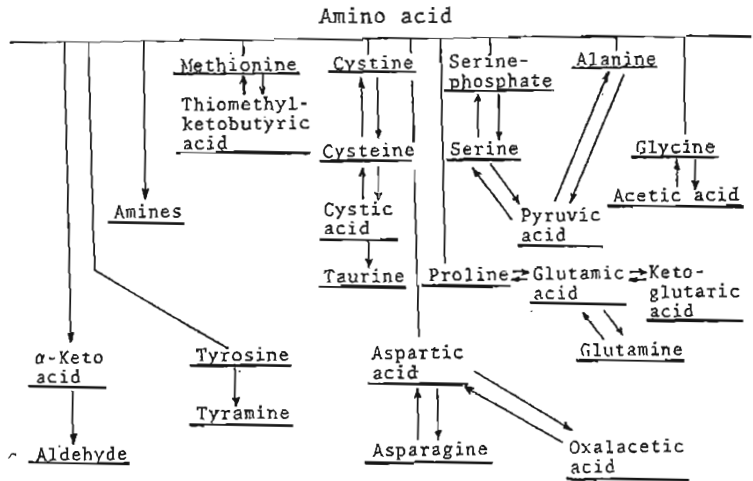 Amino acid
Methionine
Thiomethyl-
ketobutyric
acid
Cystine
Cysteine
Cystic
acid
Taurine
Serine-
phosphate
Serine
Alanine
Pyruvic
acid
Glycine
Acetic acid
Amines
Proline
Glutamic
acid
Keto-
glutaric
acid
Glutamine
α-Keto
acid
Aldehyde
Tyrosine
Tyramine
Aspartic
acid
Asparagine
Oxalacetic
acid